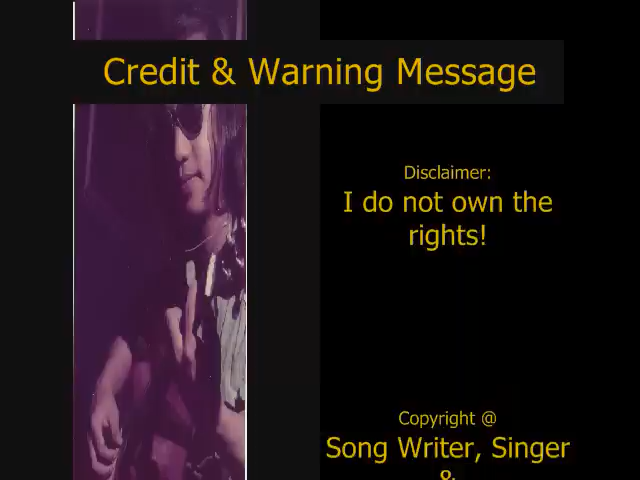 Credit & Warning Message
Disclaimer:
I do not own the
rights!
Copyright @
Song Writer, Singer
&